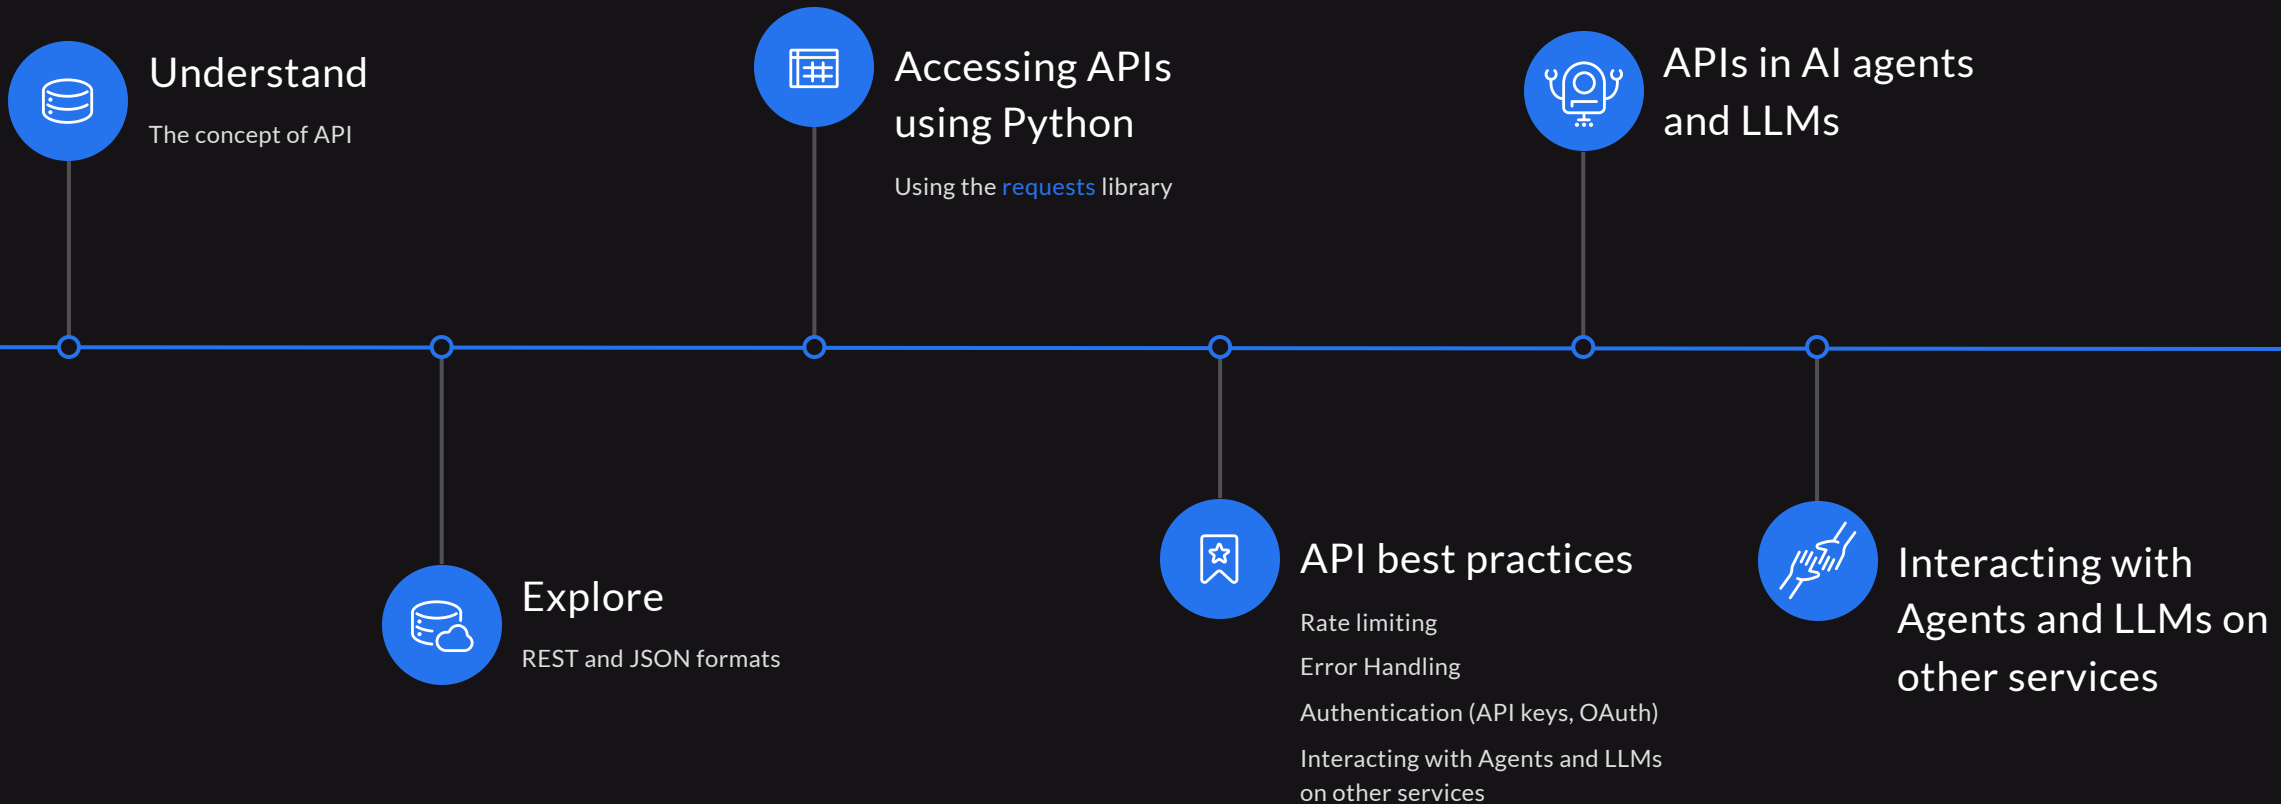 Understand
The concept of API
Explore
REST and JSON formats
Accessing APIs
using Python
Using the requests library
API best practices
Rate limiting
Error Handling
Authentication (API keys, OAuth)
Interacting with Agents and LLMs
on other services
APIs in AI agents
and LLMs
Interacting with
Agents and LLMs on
other services